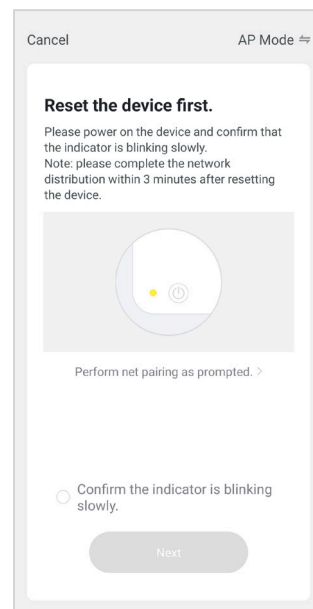 Cancel
AP Mode ⇋
Reset the device first.
Please power on the device and confirm that
the indicator is blinking slowly.
Note: please complete the network
distribution within 3 minutes after resetting
the device.
Perform net pairing as prompted. >
Confirm the indicator is blinking
slowly.
Next